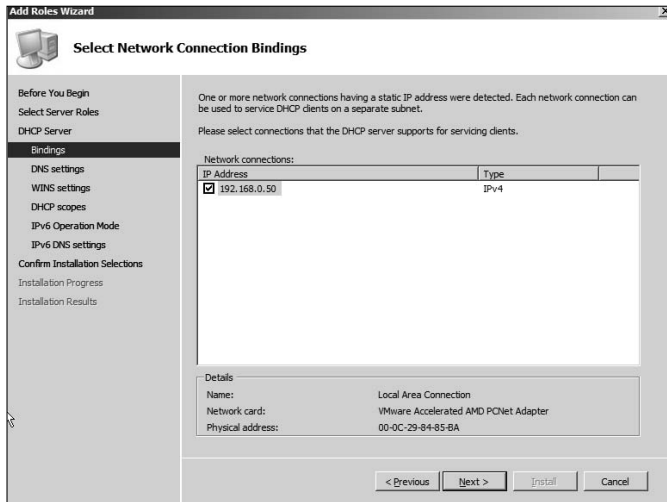 Add Roles Wizard
Select Network Connection Bindings
Before You Begin
Select Server Roles
DHCP Server
Bindings
DNS settings
WINS settings
DHCP scopes
IPv6 Operation Mode
IPv6 DNS settings
Confirm Installation Selections
Installation Progress
Installation Results
One or more network connections having a static IP address were detected. Each network connection can
be used to service DHCP clients on a separate subnet.
Please select connections that the DHCP server supports for servicing clients.
Network connections:
IP Address Type
192.168.0.50 IPv4
Details
Name: Local Area Connection
Network card: VMware Accelerated AMD PCNet Adapter
Physical address: 00-0C-29-84-85-BA
< Previous Next > Install Cancel